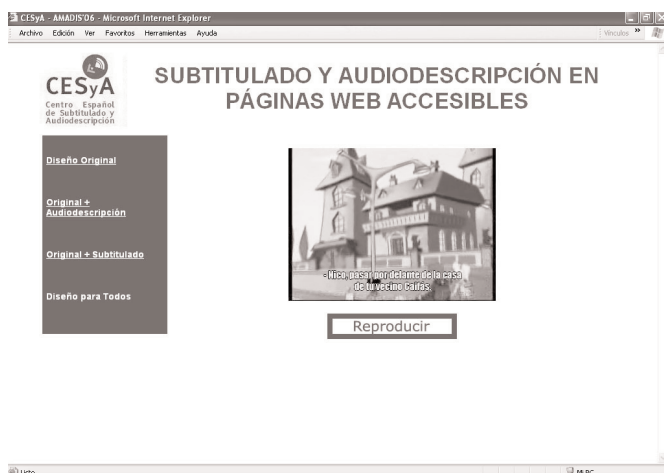 CESyA - AMADIS'06 - Microsoft Internet Explorer
Archivo Edición Ver Favoritos Herramientas Ayuda
Vínculos »
CESyA
Centro Español
de Subtitulado y
Audiodescripción
SUBTITULADO Y AUDIODESCRIPCIÓN EN
PÁGINAS WEB ACCESIBLES
Diseño Original
Original +
Audiodescripción
Original + Subtitulado
Diseño para Todos
- Nico, pasar por delante de la casa
de tu vecino Caifás,
Reproducir
Listo
Mi PC